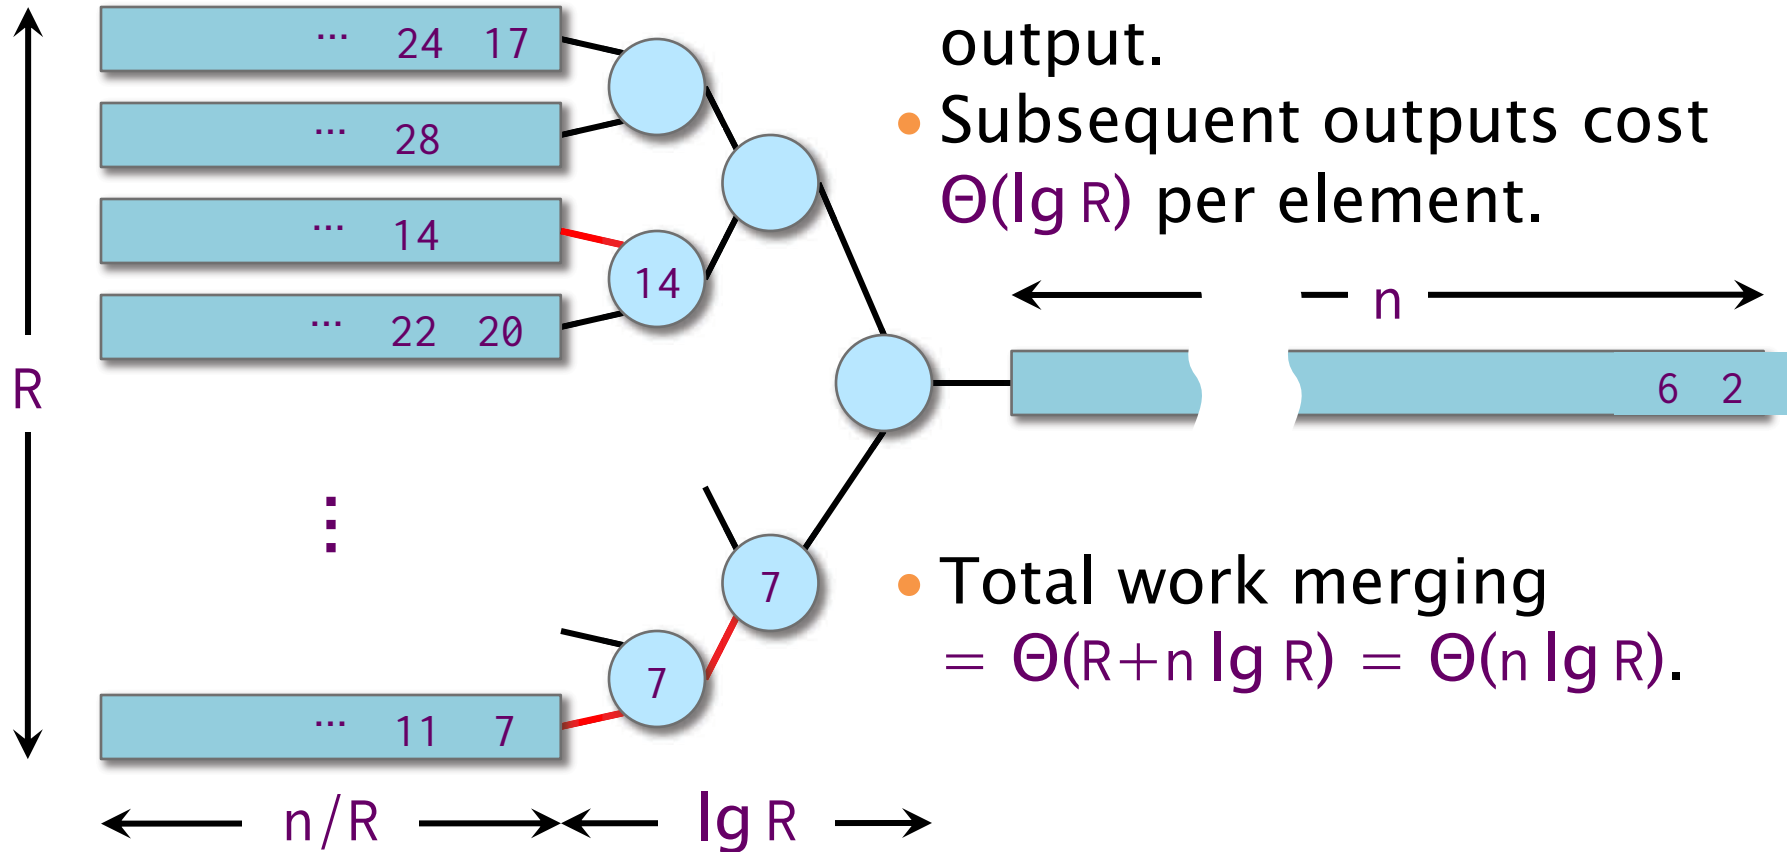 R
… 24 17
… 28
… 14
… 22 20
⋮
… 11 7
14
7
7
n/R
lg R
output.
• Subsequent outputs cost
Θ(lg R) per element.
n
6 2
• Total work merging
= Θ(R+n lg R) = Θ(n lg R).